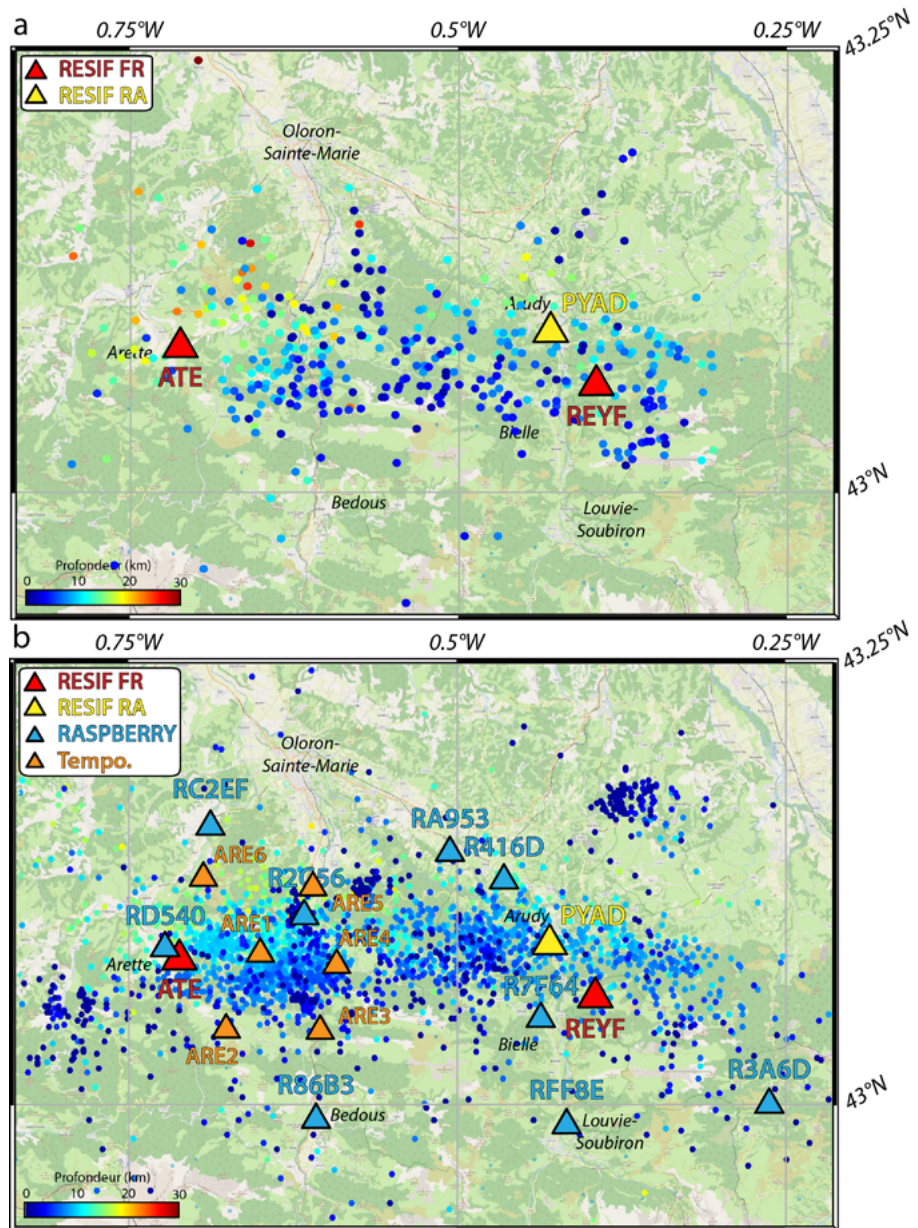 a
0.75°W
0.5°W
0.25°W
43.25°N
RESIF FR
RESIF RA
Oloron-
Sainte-Marie
Arudy
PYAD
Arette
ATE
REYF
Bielle
43°N
Bedous
Louvie-
Soubiron
Profondeur (km)
0 10 20 30
b
0.75°W
0.5°W
0.25°W
43.25°N
RESIF FR
RESIF RA
RASPBERRY
Tempo.
Oloron-
Sainte-Marie
RC2EF
RA953
R416D
ARE6
ARE5
RD540
ARE1
Arudy
PYAD
ARE4
Arette
ATE
R7F64
REYF
ARE3
ARE2
Bielle
R86B3
RFF8E
R3A6D
43°N
Bedous
Louvie-
Soubiron
Profondeur (km)
0 10 20 30